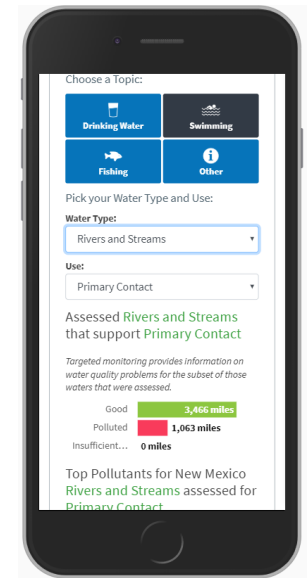 Choose a Topic:
Drinking Water
Swimming
Fishing
Other
Pick your Water Type and Use:
Water Type:
Rivers and Streams
Use:
Primary Contact
Assessed Rivers and Streams
that support Primary Contact
Targeted monitoring provides information on
water quality problems for the subset of those
waters that were assessed.
Good 3,466 miles
Polluted 1,063 miles
Insufficient... 0 miles
Top Pollutants for New Mexico
Rivers and Streams assessed for
Primary Contact